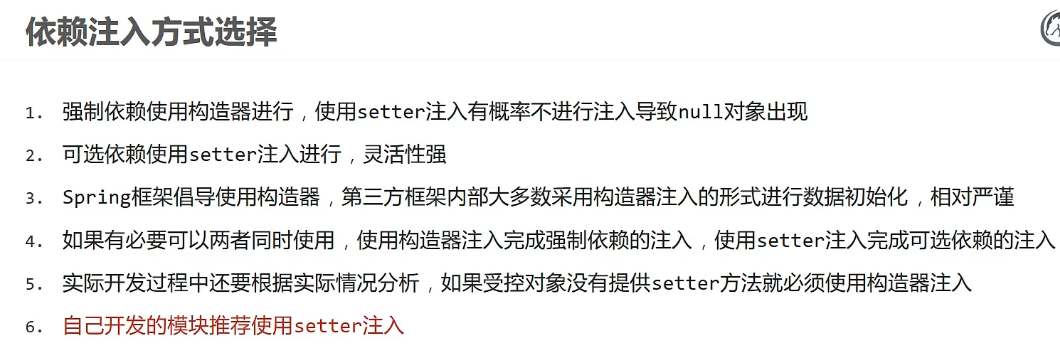 依赖注入方式选择
1. 强制依赖使用构造器进行，使用setter注入有概率不进行注入导致null对象出现
2. 可选依赖使用setter注入进行，灵活性强
3. Spring框架倡导使用构造器，第三方框架内部大多数采用构造器注入的形式进行数据初始化，相对严谨
4. 如果有必要可以两者同时使用，使用构造器注入完成强制依赖的注入，使用setter注入完成可选依赖的注入
5. 实际开发过程中还要根据实际情况分析，如果受控对象没有提供setter方法就必须使用构造器注入
6. 自己开发的模块推荐使用setter注入